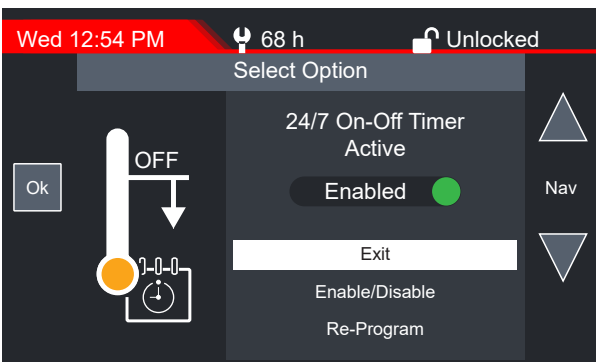 Wed 12:54 PM
68 h
Unlocked
Select Option
24/7 On-Off Timer
Active
OFF
Ok
Enabled
Nav
Exit
Enable/Disable
Re-Program